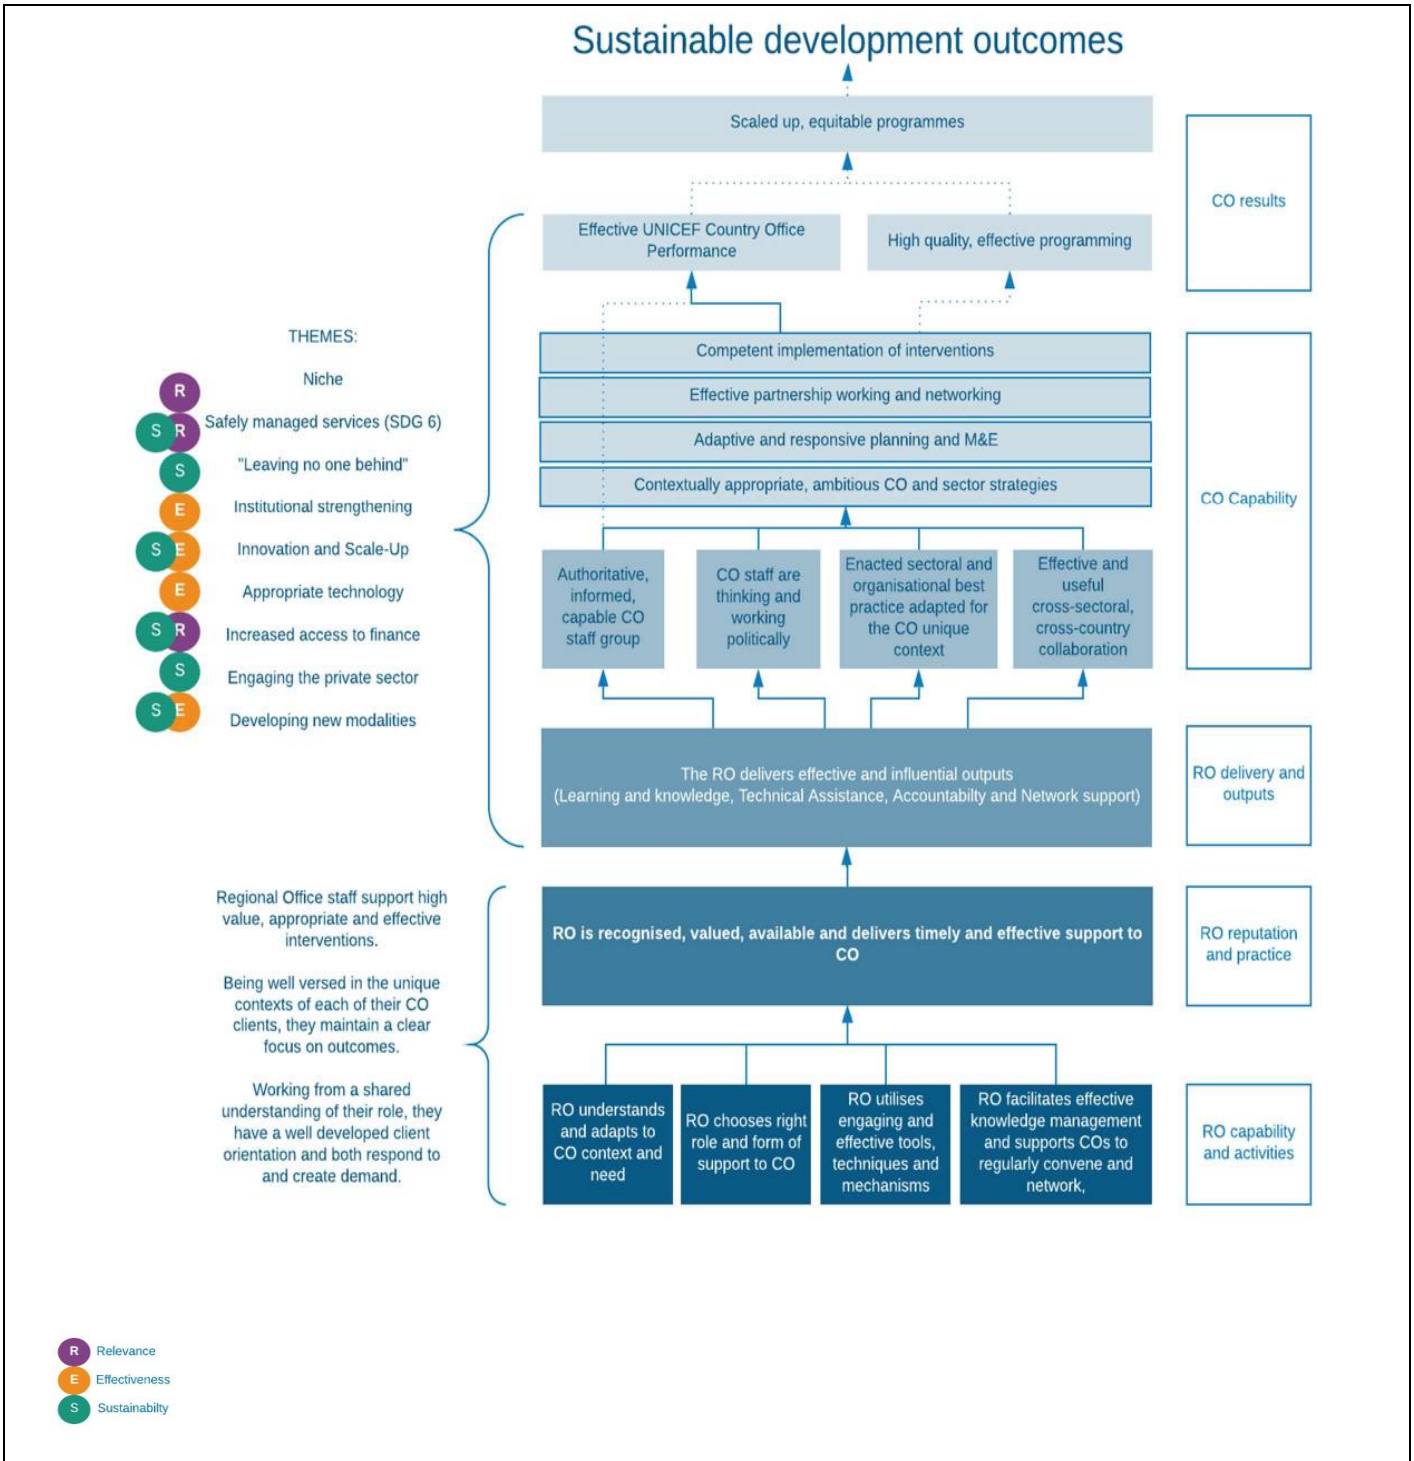 Sustainable development outcomes
Scaled up, equitable programmes
CO results
Effective UNICEF Country Office
Performance
High quality, effective programming
THEMES:
Niche
Safely managed services (SDG 6)
"Leaving no one behind"
Institutional strengthening
Innovation and Scale-Up
Appropriate technology
Increased access to finance
Engaging the private sector
Developing new modalities
R
S R
S
E
S E
E
S R
S
S E
Competent implementation of interventions
Effective partnership working and networking
Adaptive and responsive planning and M&E
Contextually appropriate, ambitious CO and sector strategies
CO Capability
Authoritative,
informed,
capable CO
staff group
CO staff are
thinking and
working
politically
Enacted sectoral and
organisational best
practice adapted for
the CO unique
context
Effective and
useful
cross-sectoral,
cross-country
collaboration
The RO delivers effective and influential outputs
(Learning and knowledge, Technical Assistance, Accountabilty and Network support)
RO delivery and
outputs
Regional Office staff support high
value, appropriate and effective
interventions.
Being well versed in the unique
contexts of each of their CO
clients, they maintain a clear
focus on outcomes.
Working from a shared
understanding of their role, they
have a well developed client
orientation and both respond to
and create demand.
RO is recognised, valued, available and delivers timely and effective support to
CO
RO reputation
and practice
RO understands
and adapts to
CO context and
need
RO chooses right
role and form of
support to CO
RO utilises
engaging and
effective tools,
techniques and
mechanisms
RO facilitates effective
knowledge management
and supports COs to
regularly convene and
network,
RO capability
and activities
R Relevance
E Effectiveness
S Sustainabilty